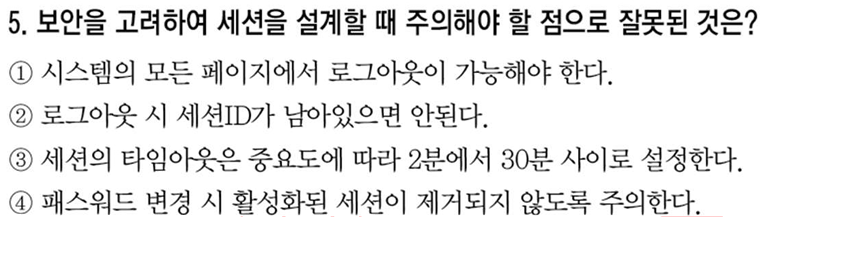 5. 보안을 고려하여 세션을 설계할 때 주의해야 할 점으로 잘못된 것은?
① 시스템의 모든 페이지에서 로그아웃이 가능해야 한다.
② 로그아웃 시 세션ID가 남아있으면 안된다.
③ 세션의 타임아웃은 중요도에 따라 2분에서 30분 사이로 설정한다.
④ 패스워드 변경 시 활성화된 세션이 제거되지 않도록 주의한다.